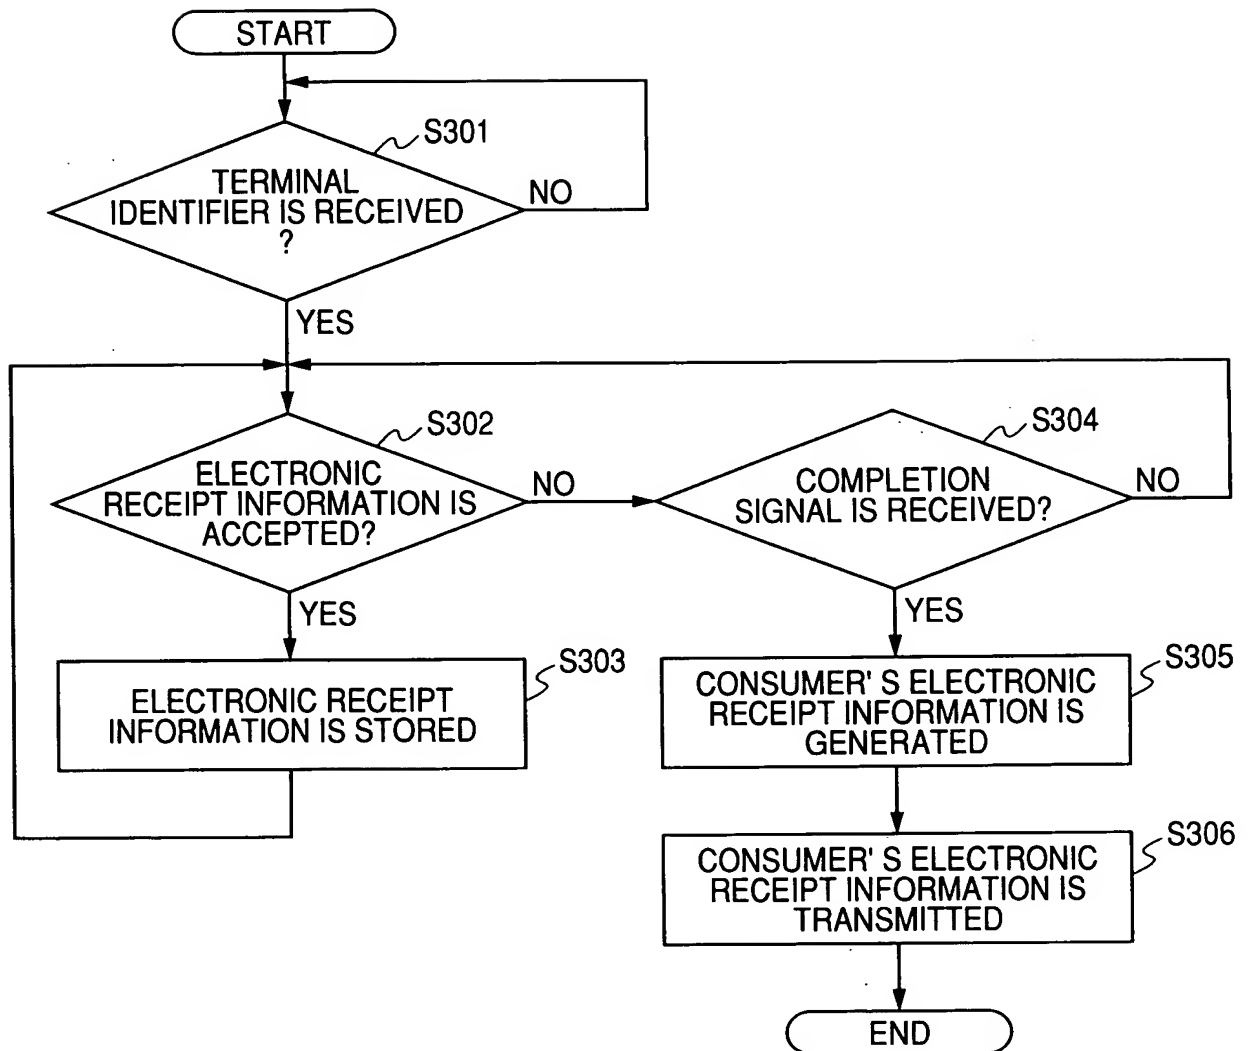 START
S301
TERMINAL
IDENTIFIER IS RECEIVED
?
NO
YES
S302
ELECTRONIC
RECEIPT INFORMATION IS
ACCEPTED?
NO
S304
COMPLETION
SIGNAL IS RECEIVED?
NO
YES
YES
S303
ELECTRONIC RECEIPT
INFORMATION IS STORED
S305
CONSUMER' S ELECTRONIC
RECEIPT INFORMATION IS
GENERATED
S306
CONSUMER' S ELECTRONIC
RECEIPT INFORMATION IS
TRANSMITTED
END